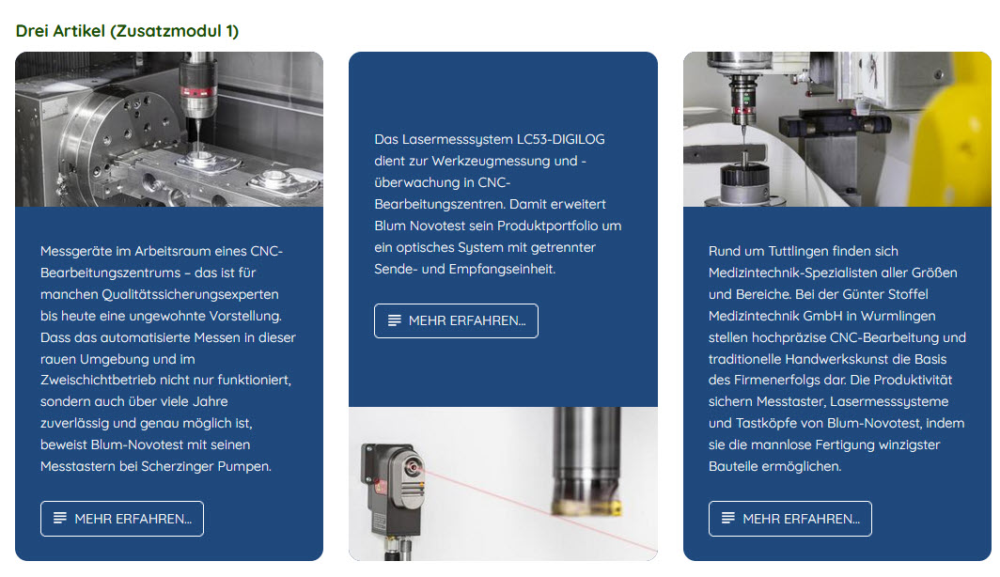 Drei Artikel (Zusatzmodul 1)
Messgeräte im Arbeitsraum eines CNC-
Bearbeitungszentrums – das ist für
manchen Qualitätssicherungsexperten
bis heute eine ungewohnte Vorstellung.
Dass das automatisierte Messen in dieser
rauen Umgebung und im
Zweischichtbetrieb nicht nur funktioniert,
sondern auch über viele Jahre
zuverlässig und genau möglich ist,
beweist Blum-Novotest mit seinen
Messtastern bei Scherzinger Pumpen.
MEHR ERFAHREN...
Das Lasermesssystem LC53-DIGILOG
dient zur Werkzeugmessung und -
überwachung in CNC-
Bearbeitungszentren. Damit erweitert
Blum Novotest sein Produktportfolio um
ein optisches System mit getrennter
Sende- und Empfangseinheit.
MEHR ERFAHREN...
Rund um Tuttlingen finden sich
Medizintechnik-Spezialisten aller Größen
und Bereiche. Bei der Günter Stoffel
Medizintechnik GmbH in Wurmlingen
stellen hochpräzise CNC-Bearbeitung und
traditionelle Handwerkskunst die Basis
des Firmenerfolgs dar. Die Produktivität
sichern Messtaster, Lasermesssysteme
und Tastköpfe von Blum-Novotest, indem
sie die mannlose Fertigung winzigster
Bauteile ermöglichen.
MEHR ERFAHREN...